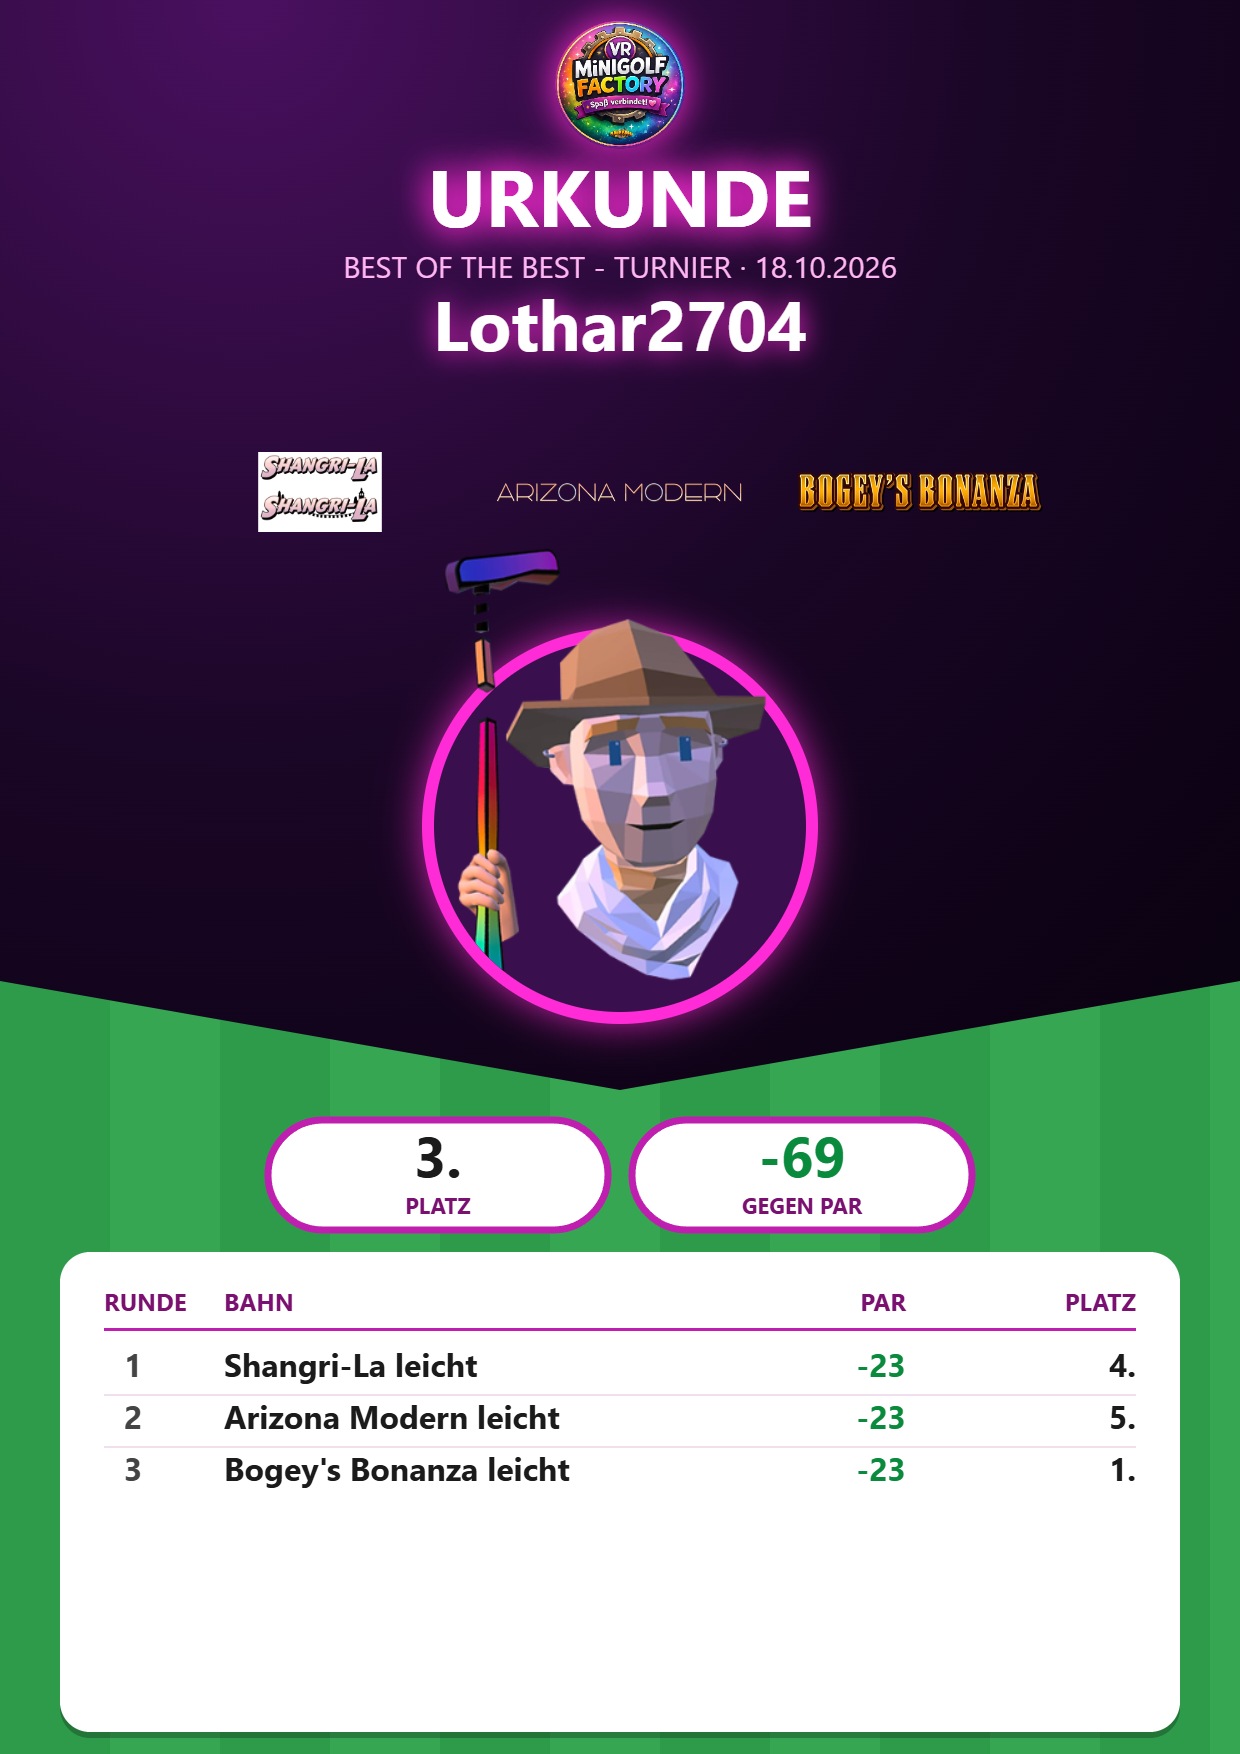 VR
MINIGOLF
FACTORY
Spaß verbindet!
URKUNDE
BEST OF THE BEST - TURNIER · 18.10.2026
Lothar2704
SHANGRI-LA
SHANGRI-LA
ARIZONA MODERN
BOGEY'S BONANZA
3.
PLATZ
-69
GEGEN PAR
RUNDE BAHN PAR PLATZ
1 Shangri-La leicht -23 4.
2 Arizona Modern leicht -23 5.
3 Bogey's Bonanza leicht -23 1.